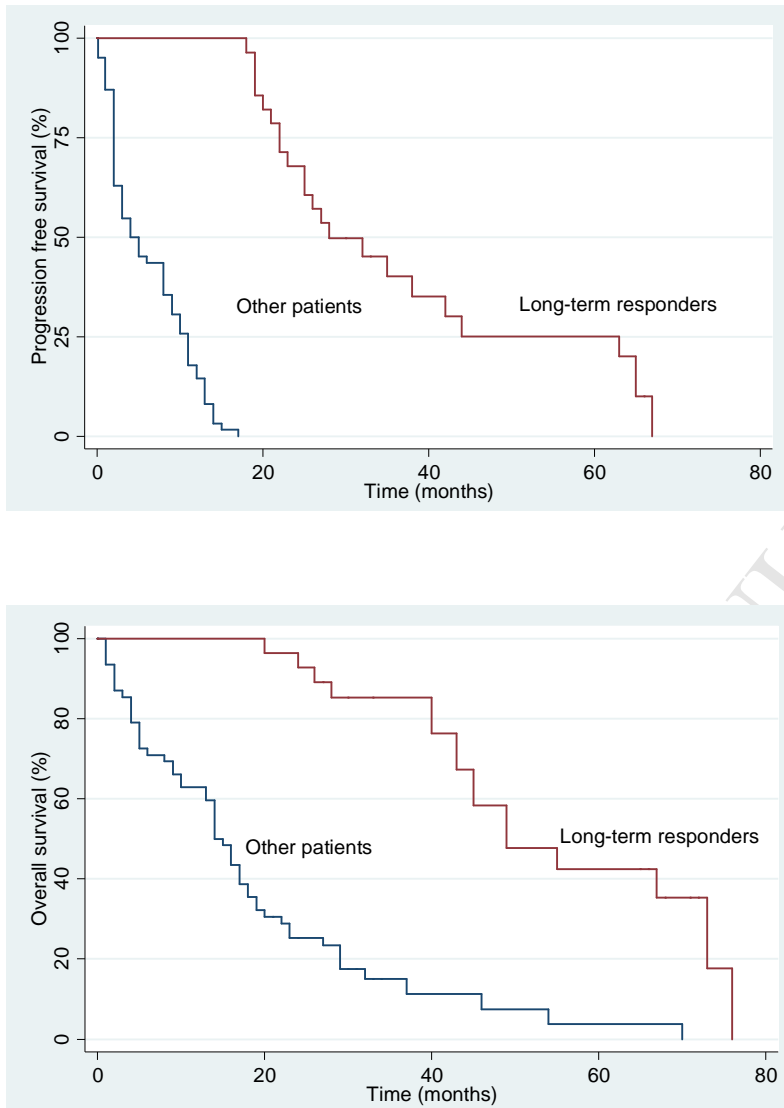 Progression free survival (%)
100
75
50
25
0
Other patients
Long-term responders
0 20 40 60 80
Time (months)
Overall survival (%)
100
80
60
40
20
0
Other patients
Long-term responders
0 20 40 60 80
Time (months)